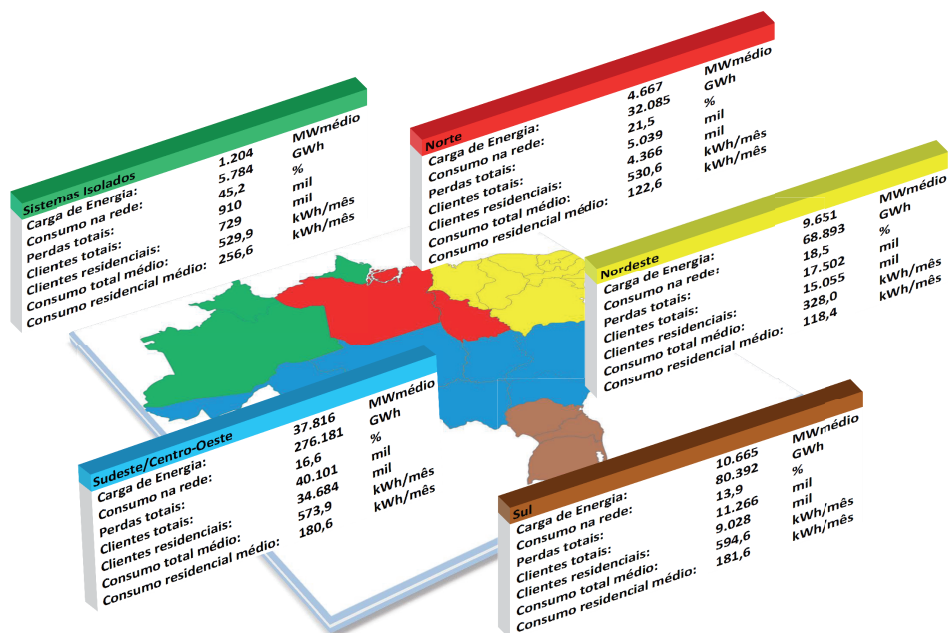 Sistemas Isolados
Carga de Energia: 1.204 MWmédio
Consumo na rede: 5.784 GWh
Perdas totais: 45,2 %
Clientes totais: 910 mil
Clientes residenciais: 729 mil
Consumo total médio: 529,9 kWh/mês
Consumo residencial médio: 256,6 kWh/mês
Norte
Carga de Energia: 4.667 MWmédio
Consumo na rede: 32.085 GWh
Perdas totais: 21,5 %
Clientes totais: 5.039 mil
Clientes residenciais: 4.366 mil
Consumo total médio: 530,6 kWh/mês
Consumo residencial médio: 122,6 kWh/mês
Nordeste
Carga de Energia: 9.651 MWmédio
Consumo na rede: 68.893 GWh
Perdas totais: 18,5 %
Clientes totais: 17.502 mil
Clientes residenciais: 15.055 mil
Consumo total médio: 328,0 kWh/mês
Consumo residencial médio: 118,4 kWh/mês
Sudeste/Centro-Oeste
Carga de Energia: 37.816 MWmédio
Consumo na rede: 276.181 GWh
Perdas totais: 16,6 %
Clientes totais: 40.101 mil
Clientes residenciais: 34.684 mil
Consumo total médio: 573,9 kWh/mês
Consumo residencial médio: 180,6 kWh/mês
Sul
Carga de Energia: 10.665 MWmédio
Consumo na rede: 80.392 GWh
Perdas totais: 13,9 %
Clientes totais: 11.266 mil
Clientes residenciais: 9.028 mil
Consumo total médio: 594,6 kWh/mês
Consumo residencial médio: 181,6 kWh/mês